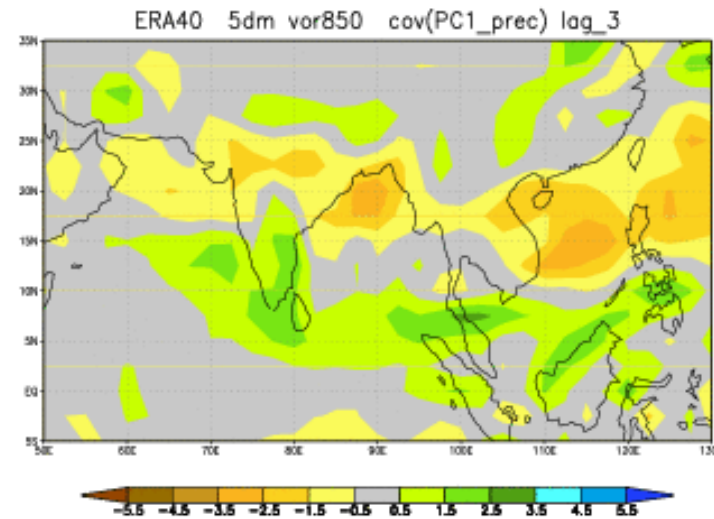 ERA40 5dm vor850 cov(PC1_prec) lag_3
35N
30N
25N
20N
15N
10N
5N
EQ
5S
50E 60E 70E 80E 90E 100E 110E 120E 130
-5.5 -4.5 -3.5 -2.5 -1.5 -0.5 0.5 1.5 2.5 3.5 4.5 5.5